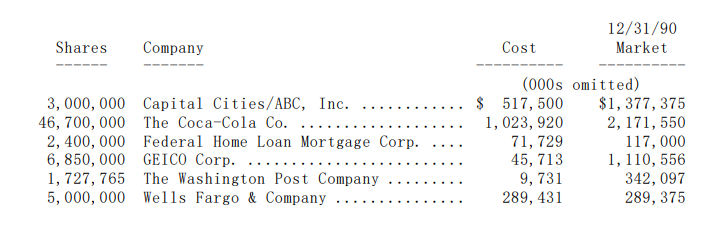 12/31/90
Shares Company Cost Market
(000s omitted)
3,000,000 Capital Cities/ABC, Inc. ............ $ 517,500 $1,377,375
46,700,000 The Coca-Cola Co. ................... 1,023,920 2,171,550
2,400,000 Federal Home Loan Mortgage Corp. .... 71,729 117,000
6,850,000 GEICO Corp. ......................... 45,713 1,110,556
1,727,765 The Washington Post Company ......... 9,731 342,097
5,000,000 Wells Fargo & Company ............... 289,431 289,375